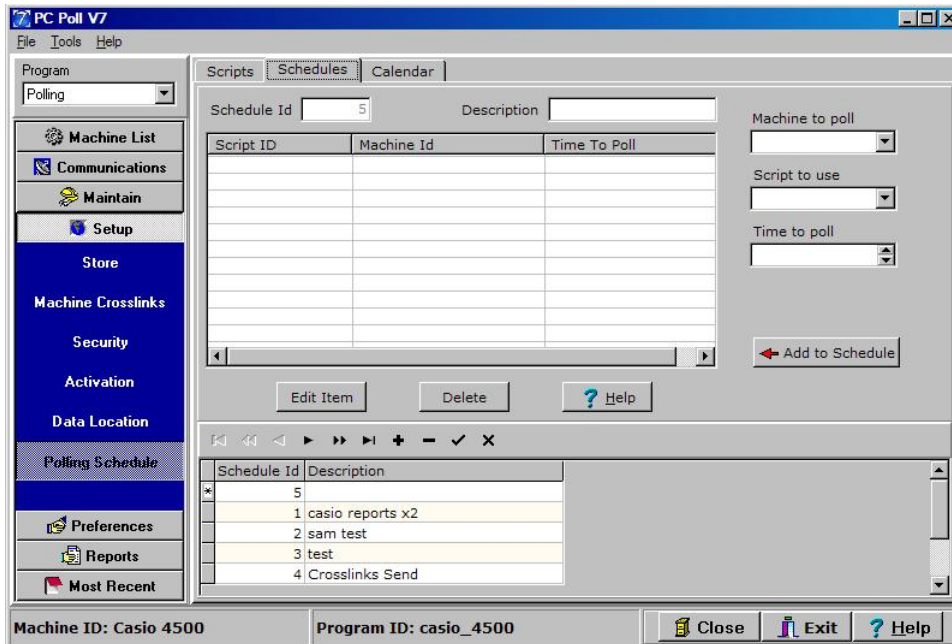 PC Poll V7
File Tools Help
Program
Polling
Machine List
Communications
Maintain
Setup
Store
Machine Crosslinks
Security
Activation
Data Location
Polling Schedule
Preferences
Reports
Most Recent
Scripts Schedules Calendar
Schedule Id 5 Description
Script ID Machine Id Time To Poll
Machine to poll
Script to use
Time to poll
Add to Schedule
Edit Item Delete ? Help
Schedule Id Description
* 5
1 casio reports x2
2 sam test
3 test
4 Crosslinks Send
Machine ID: Casio 4500 Program ID: casio_4500 Close Exit ? Help